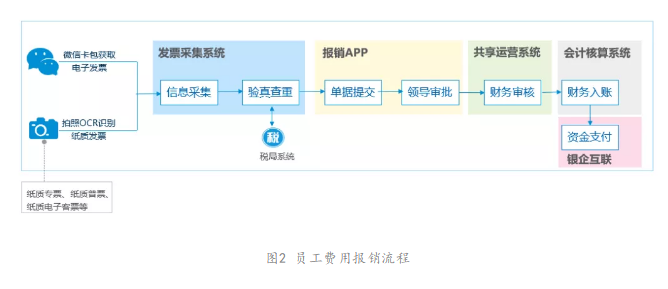 微信卡包获取
电子发票
拍照OCR识别
纸质发票
纸质专票、纸质普票、
纸质电子客票等
发票采集系统
信息采集
验真查重
税
税局系统
报销APP
单据提交
领导审批
共享运营系统
财务审核
会计核算系统
财务入账
资金支付
银企互联
图2 员工费用报销流程